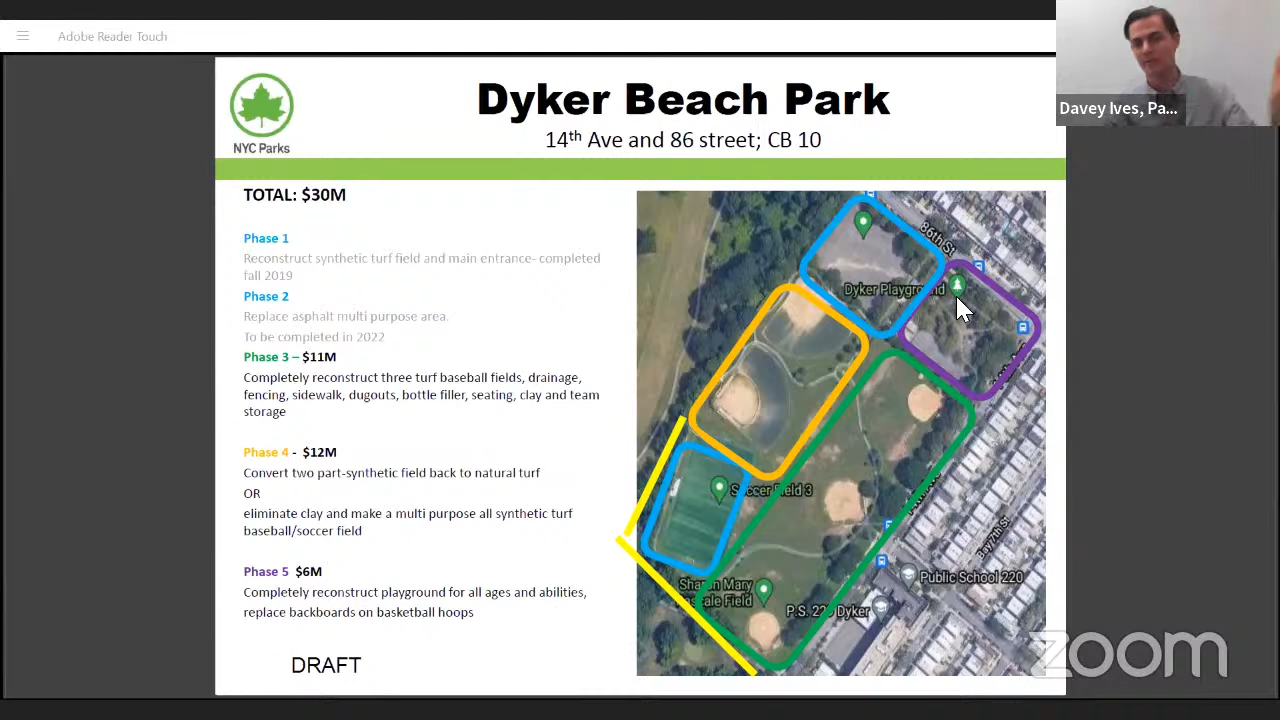 Adobe Reader Touch
Davey Ives, Pa...
NYC Parks
Dyker Beach Park
14th Ave and 86 street; CB 10
TOTAL: $30M
Phase 1
Reconstruct synthetic turf field and main entrance- completed
fall 2019
Phase 2
Replace asphalt multi purpose area.
To be completed in 2022
Phase 3 – $11M
Completely reconstruct three turf baseball fields, drainage,
fencing, sidewalk, dugouts, bottle filler, seating, clay and team
storage
Phase 4 - $12M
Convert two part-synthetic field back to natural turf
OR
eliminate clay and make a multi purpose all synthetic turf
baseball/soccer field
Phase 5 $6M
Completely reconstruct playground for all ages and abilities,
replace backboards on basketball hoops
DRAFT
86th St
Dyker Playground
Soccer Field 3
Bay 7th St
Public School 220
Sharon Mary
Field
P.S. Dyker
zoom